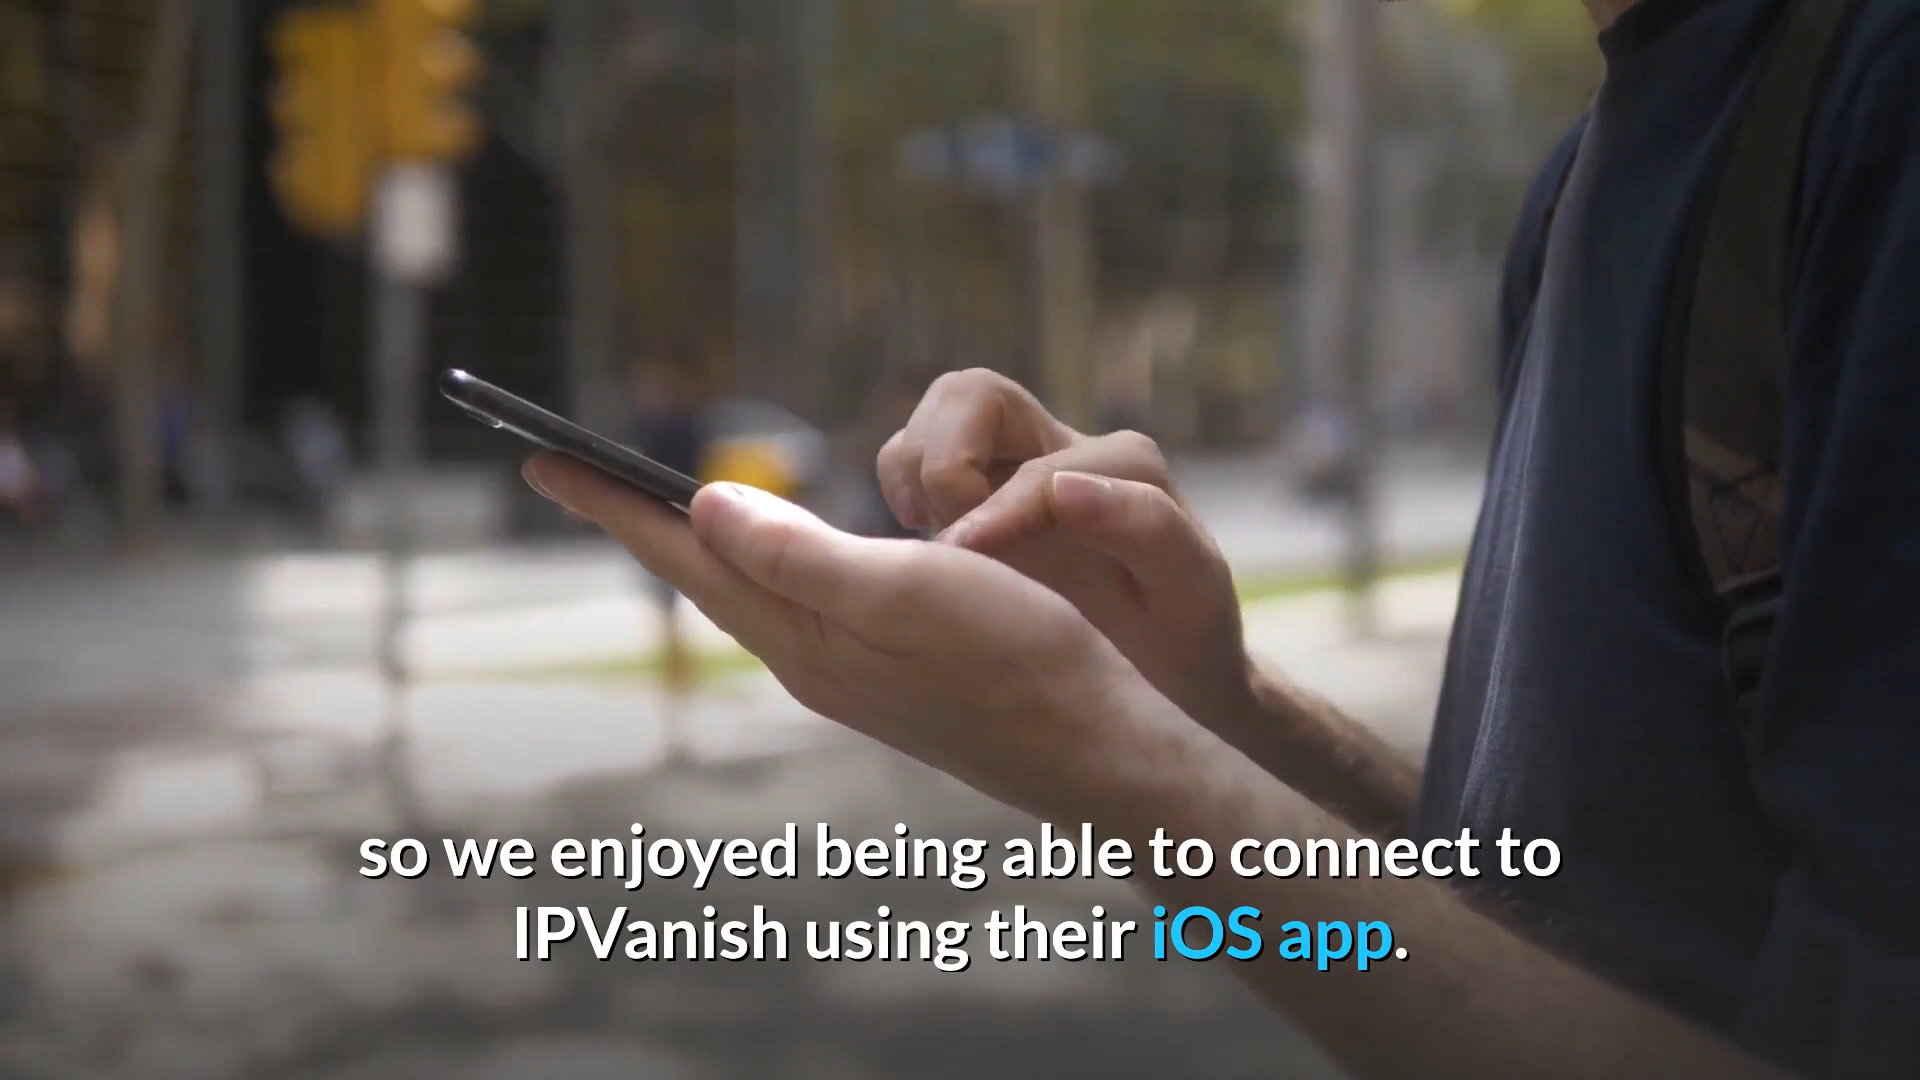 so we enjoyed being able to connect to
IPVanish using their iOS app.